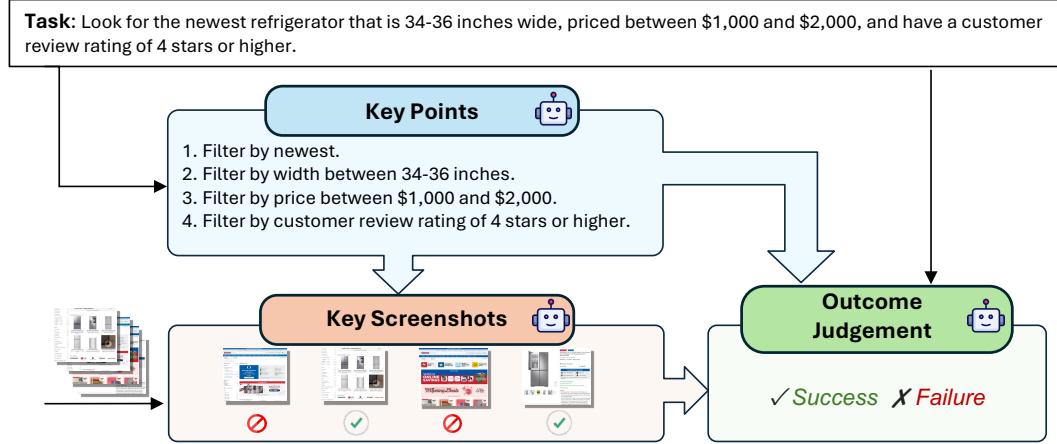 Task: Look for the newest refrigerator that is 34-36 inches wide, priced between $1,000 and $2,000, and have a customer
review rating of 4 stars or higher.
Key Points
1. Filter by newest.
2. Filter by width between 34-36 inches.
3. Filter by price between $1,000 and $2,000.
4. Filter by customer review rating of 4 stars or higher.
Key Screenshots
Outcome
Judgement
✓ Success ✗ Failure